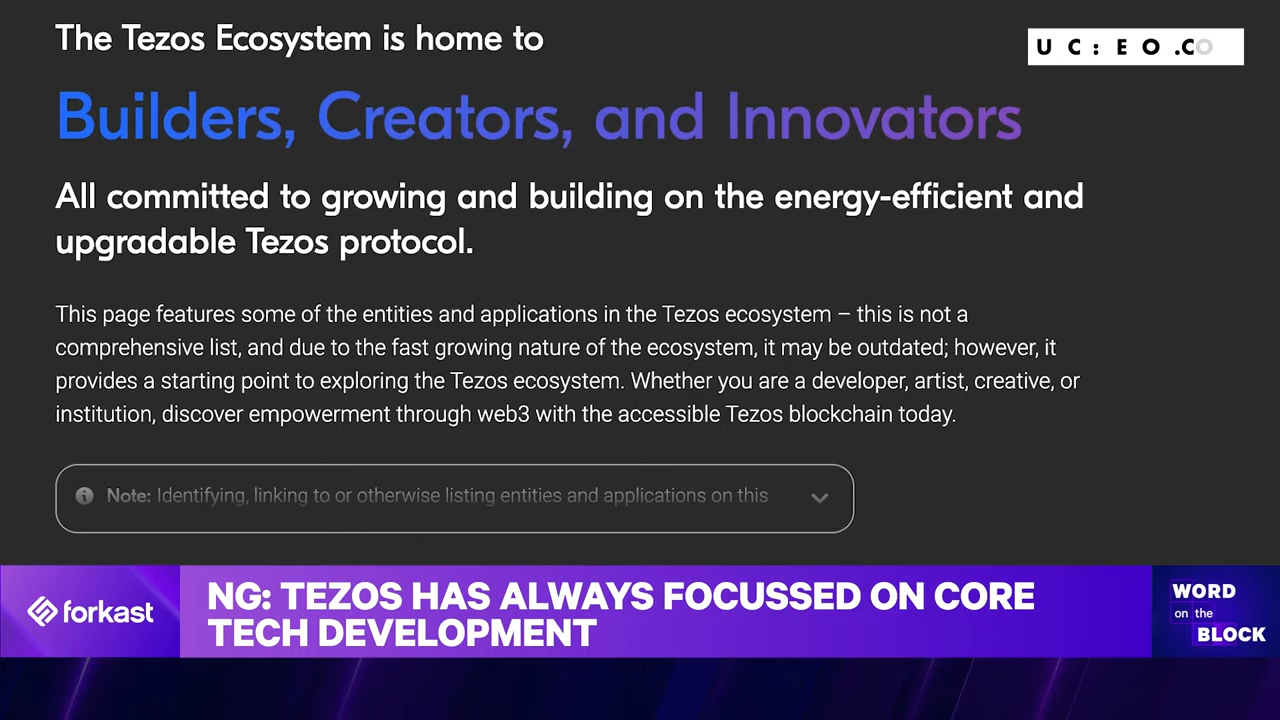 The Tezos Ecosystem is home to
UC:EO.CO
Builders, Creators, and Innovators
All committed to growing and building on the energy-efficient and
upgradable Tezos protocol.
This page features some of the entities and applications in the Tezos ecosystem – this is not a
comprehensive list, and due to the fast growing nature of the ecosystem, it may be outdated; however, it
provides a starting point to exploring the Tezos ecosystem. Whether you are a developer, artist, creative, or
institution, discover empowerment through web3 with the accessible Tezos blockchain today.
Note: Identifying, linking to or otherwise listing entities and applications on this
forkast
NG: TEZOS HAS ALWAYS FOCUSSED ON CORE
TECH DEVELOPMENT
WORD
on the
BLOCK